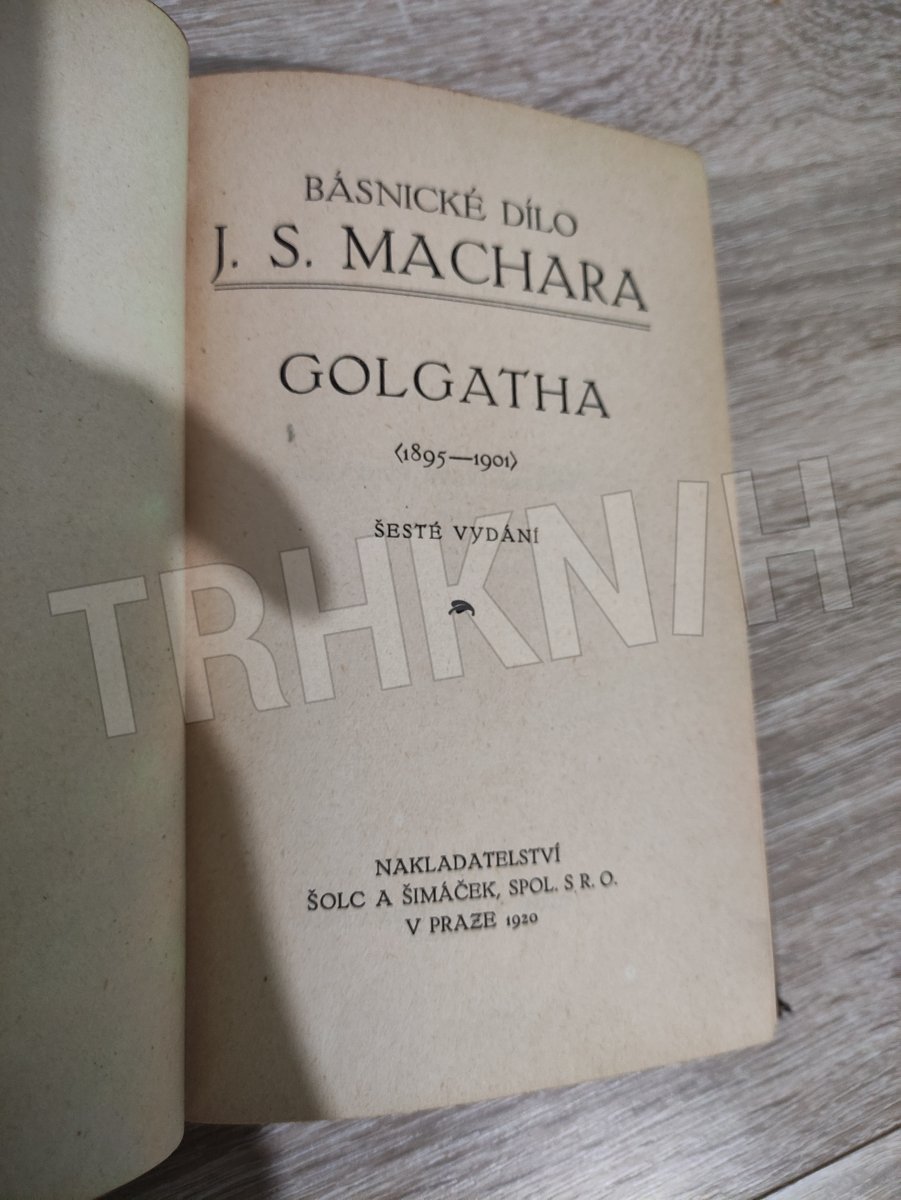 BÁSNICKÉ DÍLO
J. S. MACHARA
GOLGATHA
⟨1895—1901⟩
ŠESTÉ VYDÁNÍ
TRHKNIH
NAKLADATELSTVÍ
ŠOLC A ŠIMÁČEK, SPOL. S R. O.
V PRAZE 1920